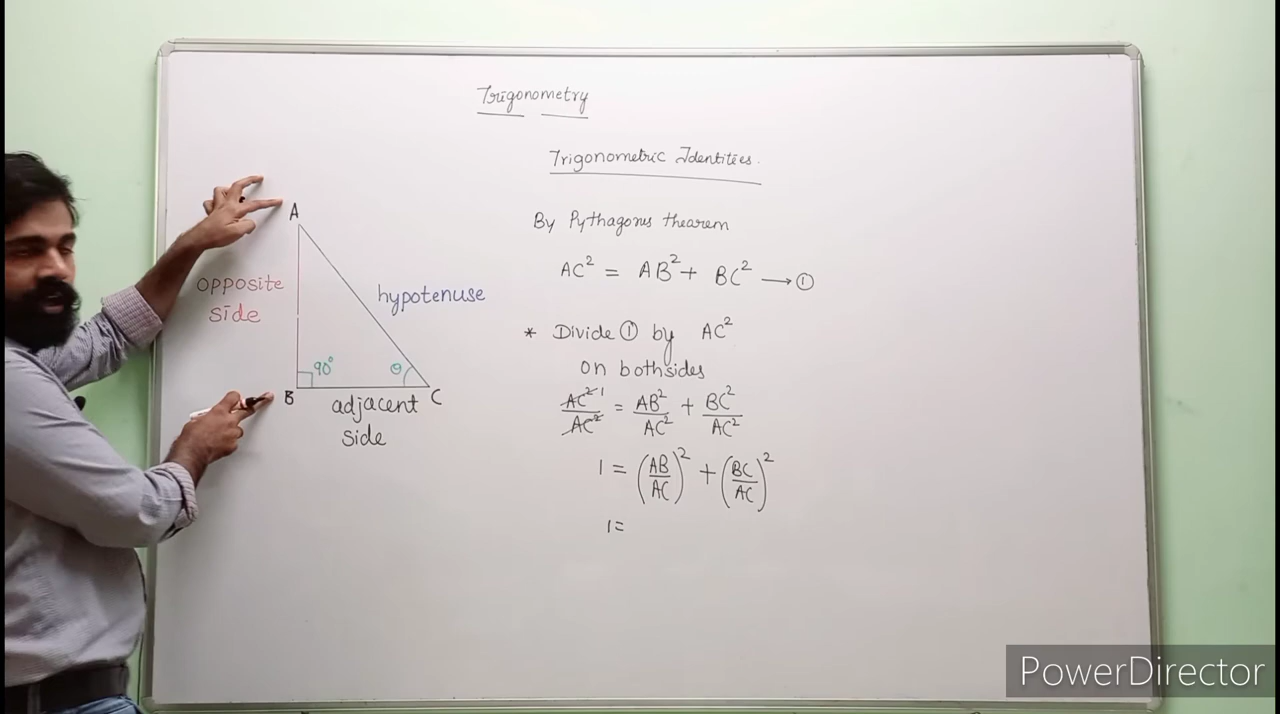 Trigonometry
Trigonometric Identities.
By Pythagorus theorem
AC² = AB² + BC² → ①
* Divide ① by AC²
on bothsides
AC²/AC² 1 = AB²/AC² + BC²/AC²
1 = (AB/AC)² + (BC/AC)²
1 =
A
opposite
side
hypotenuse
90°
θ
B
adjacent
side
C
PowerDirector